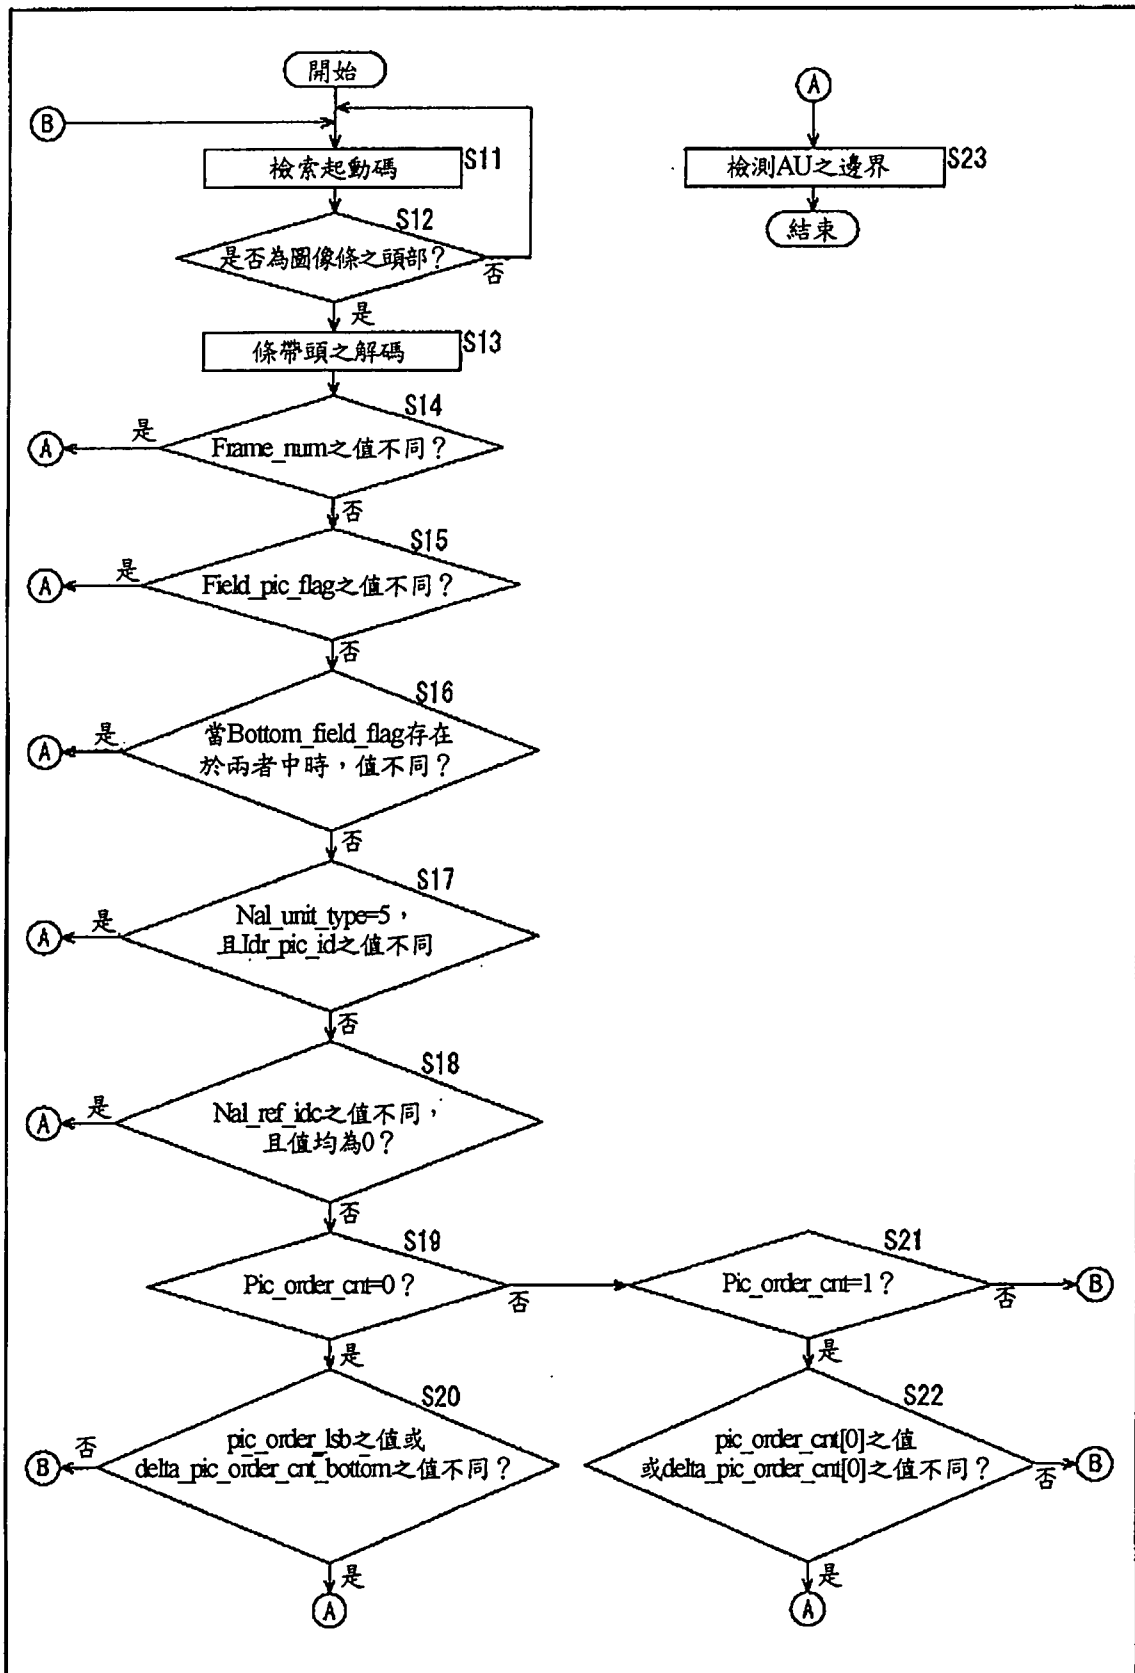 開始
B
檢索起動碼 S11
S12
是否為圖像條之頭部？
否
是
條帶頭之解碼 S13
S14
Frame_num之值不同？
是
A
否
S15
Field_pic_flag之值不同？
是
A
否
S16
當Bottom_field_flag存在
於兩者中時，值不同？
是
A
否
S17
Nal_unit_type=5，
且Idr_pic_id之值不同
是
A
否
S18
Nal_ref_idc之值不同，
且值均為0？
是
A
否
S19
Pic_order_cnt=0？
否
是
S20
pic_order_lsb之值或
delta_pic_order_cnt_bottom之值不同？
否
B
是
A
S21
Pic_order_cnt=1？
否
B
是
S22
pic_order_cnt[0]之值
或delta_pic_order_cnt[0]之值不同？
否
B
是
A
A
檢測AU之邊界 S23
結束